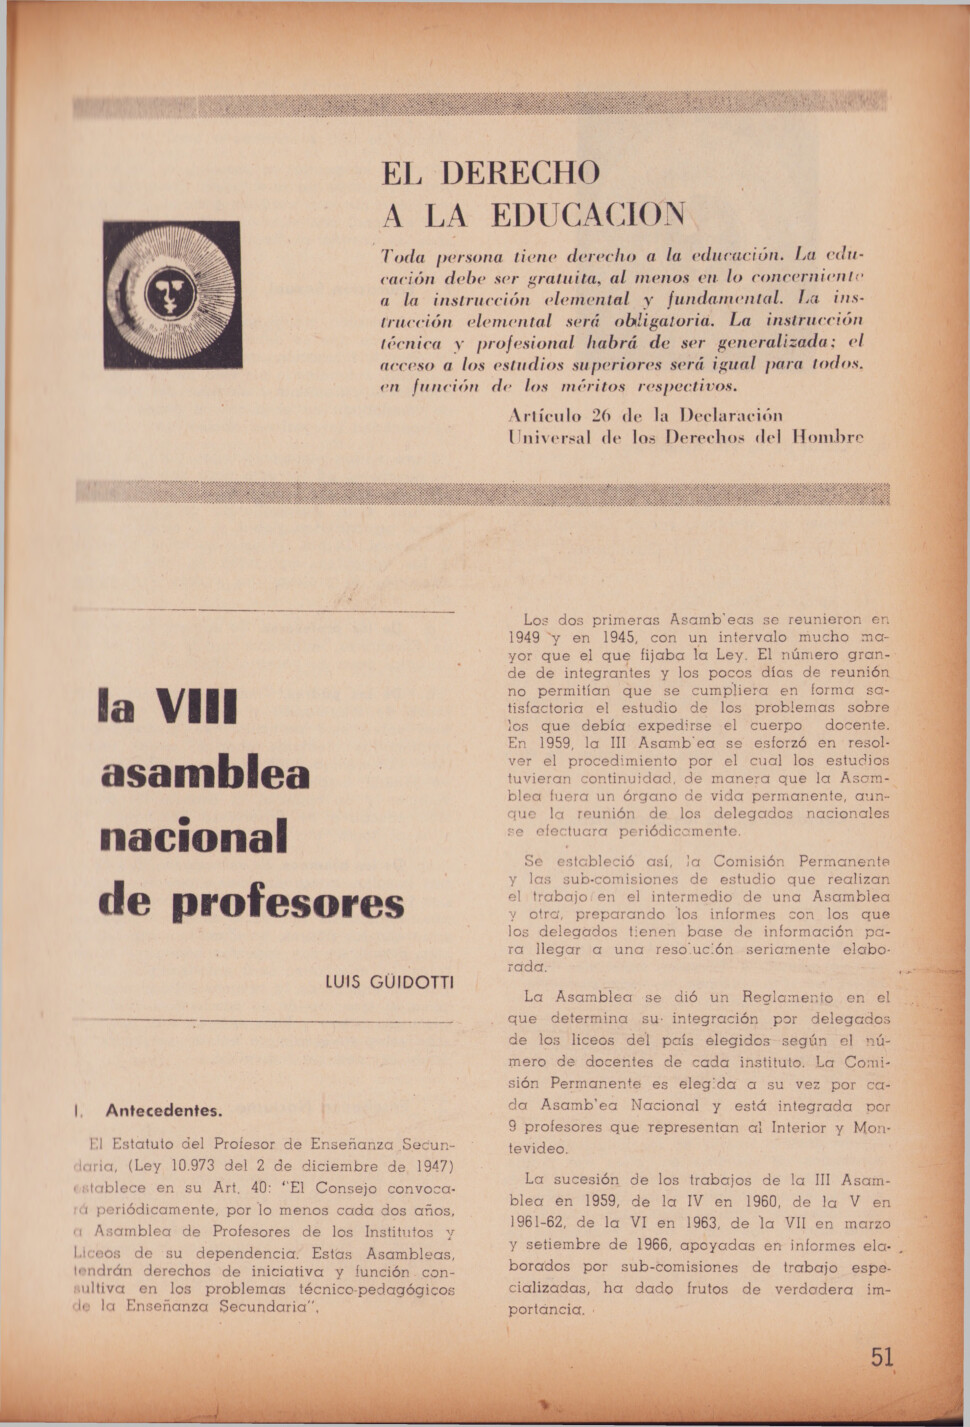 EL DERECHO
A LA EDUCACION
Toda persona tiene derecho a la educación. La edu-
cación debe ser gratuita, al menos en lo concerniente
a la instrucción elemental y fundamental. La ins-
trucción elemental será obligatoria. La instrucción
técnica y profesional habrá de ser generalizada; el
acceso a los estudios superiores será igual para todos,
en función de los méritos respectivos.
Artículo 26 de la Declaración
Universal de los Derechos del Hombre
la VIII
asamblea
nacional
de profesores
LUIS GUIDOTTI
I. Antecedentes.
El Estatuto del Profesor de Enseñanza Secun-
daria, (Ley 10.973 del 2 de diciembre de 1947)
establece en su Art. 40: "El Consejo convoca-
rá periódicamente, por lo menos cada dos años,
a Asamblea de Profesores de los Institutos y
Liceos de su dependencia. Estas Asambleas,
tendrán derechos de iniciativa y función con-
sultiva en los problemas técnico-pedagógicos
de la Enseñanza Secundaria".
Los dos primeras Asamb'eas se reunieron en
1949 y en 1945, con un intervalo mucho ma-
yor que el que fijaba la Ley. El número gran-
de de integrantes y los pocos días de reunión
no permitían que se cumpliera en forma sa-
tisfactoria el estudio de los problemas sobre
los que debía expedirse el cuerpo docente.
En 1959, la III Asamb'ea se esforzó en resol-
ver el procedimiento por el cual los estudios
tuvieran continuidad, de manera que la Asam-
blea fuera un órgano de vida permanente, aun-
que la reunión de los delegados nacionales
se efectuara periódicamente.
Se estableció así, la Comisión Permanente
y las sub-comisiones de estudio que realizan
el trabajo en el intermedio de una Asamblea
y otra, preparando los informes con los que
los delegados tienen base de información pa-
ra llegar a una reso'ución seriamente elabo-
rada.
La Asamblea se dió un Reglamento en el
que determina su integración por delegados
de los liceos del país elegidos según el nú-
mero de docentes de cada instituto. La Comi-
sión Permanente es elegida a su vez por ca-
da Asamb'ea Nacional y está integrada por
9 profesores que representan al Interior y Mon-
tevideo.
La sucesión de los trabajos de la III Asam-
blea en 1959, de la IV en 1960, de la V en
1961-62, de la VI en 1963, de la VII en marzo
y setiembre de 1966, apoyadas en informes ela-
borados por sub-comisiones de trabajo espe-
cializadas, ha dado frutos de verdadera im-
portancia.
51